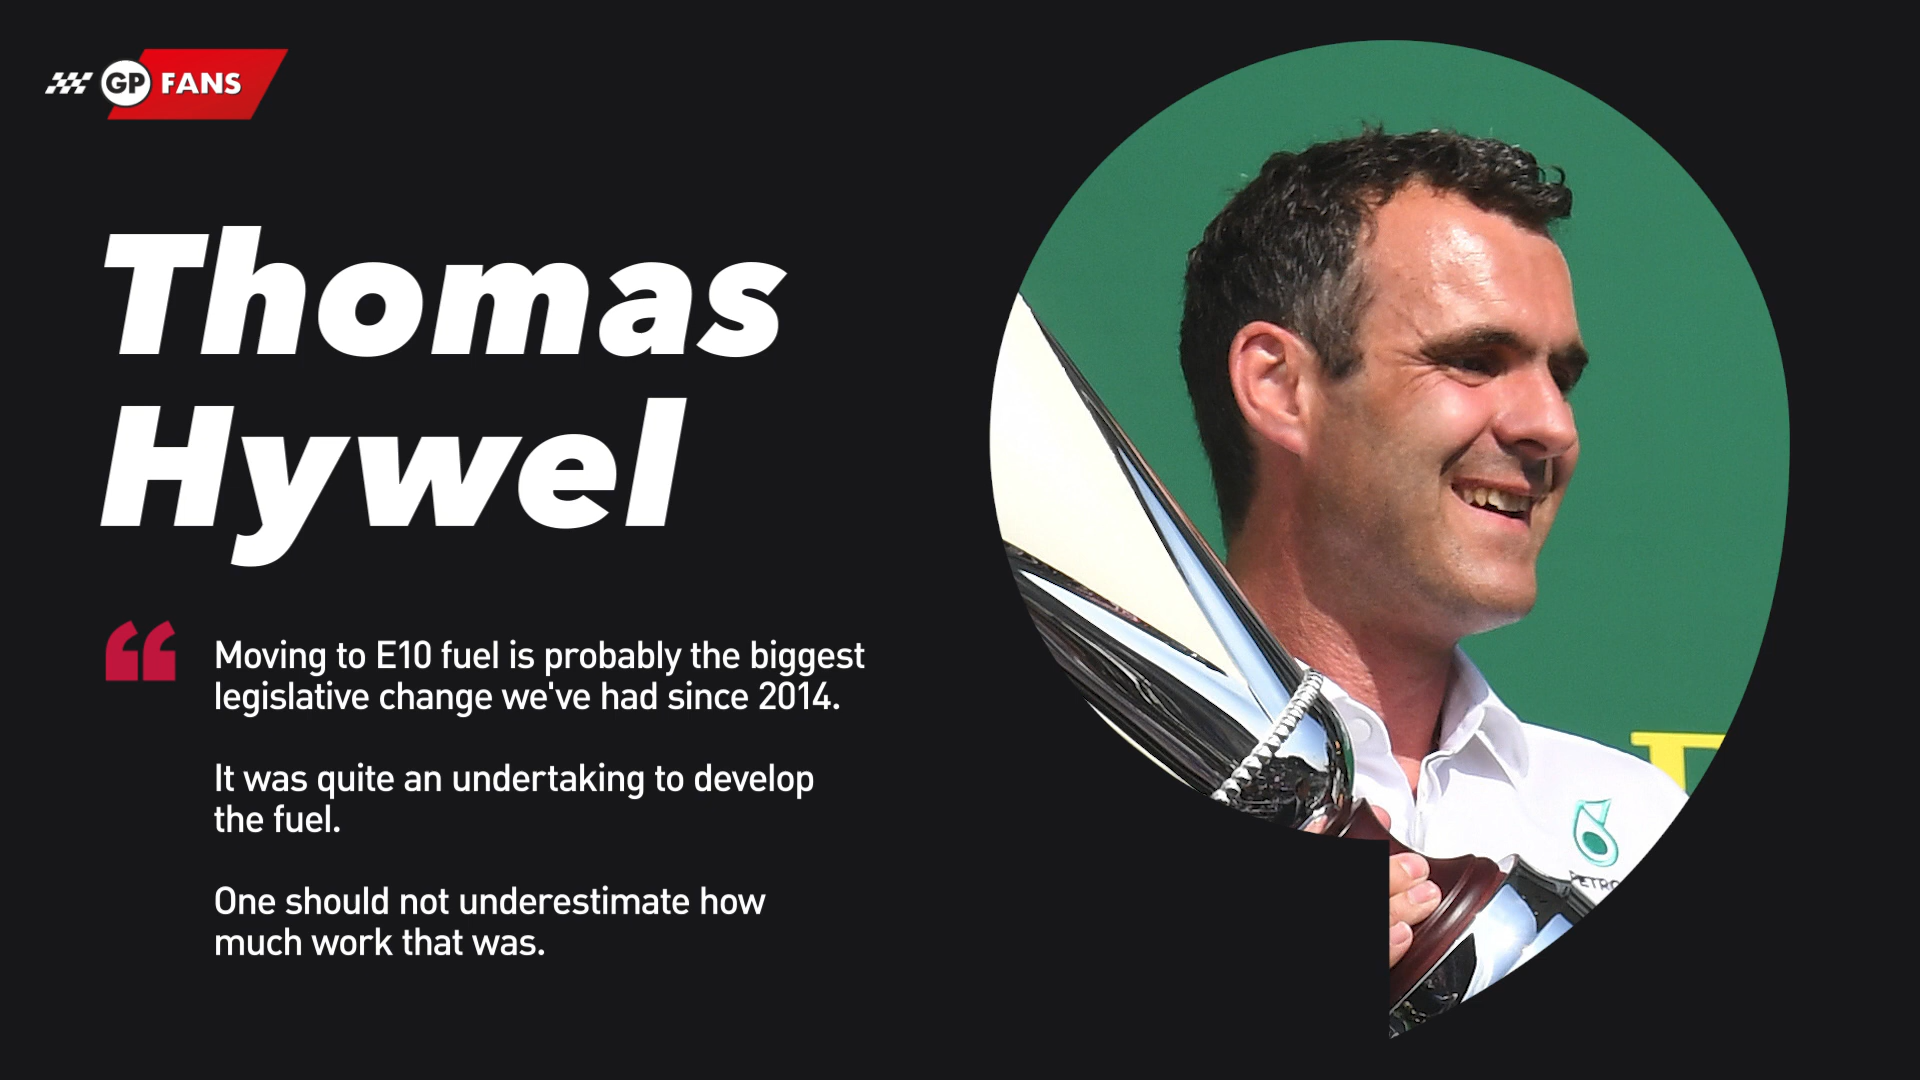 GP FANS
Thomas
Hywel
“
Moving to E10 fuel is probably the biggest
legislative change we've had since 2014.
It was quite an undertaking to develop
the fuel.
One should not underestimate how
much work that was.
PETRO